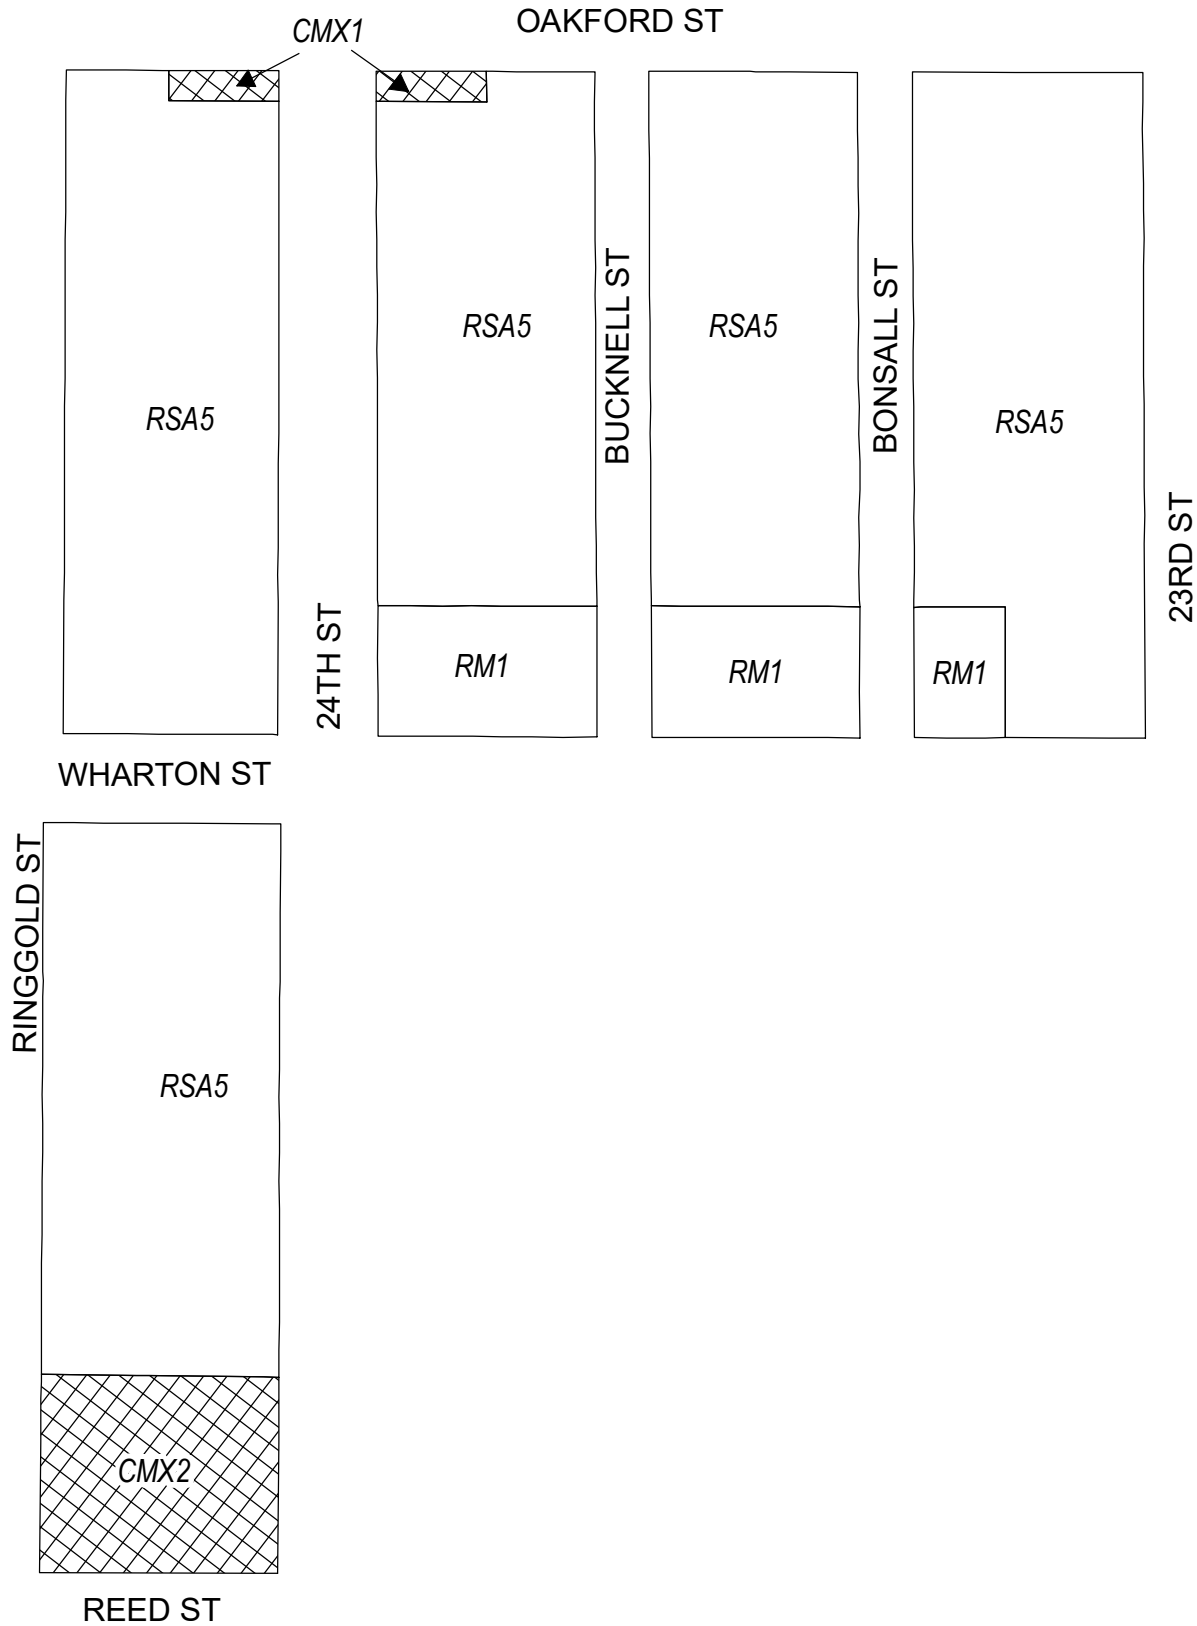 OAKFORD ST
CMX1
RSA5
BUCKNELL ST
RSA5
BONSALL ST
RSA5
RSA5
23RD ST
24TH ST
RM1
RM1
RM1
WHARTON ST
RINGGOLD ST
RSA5
CMX2
REED ST